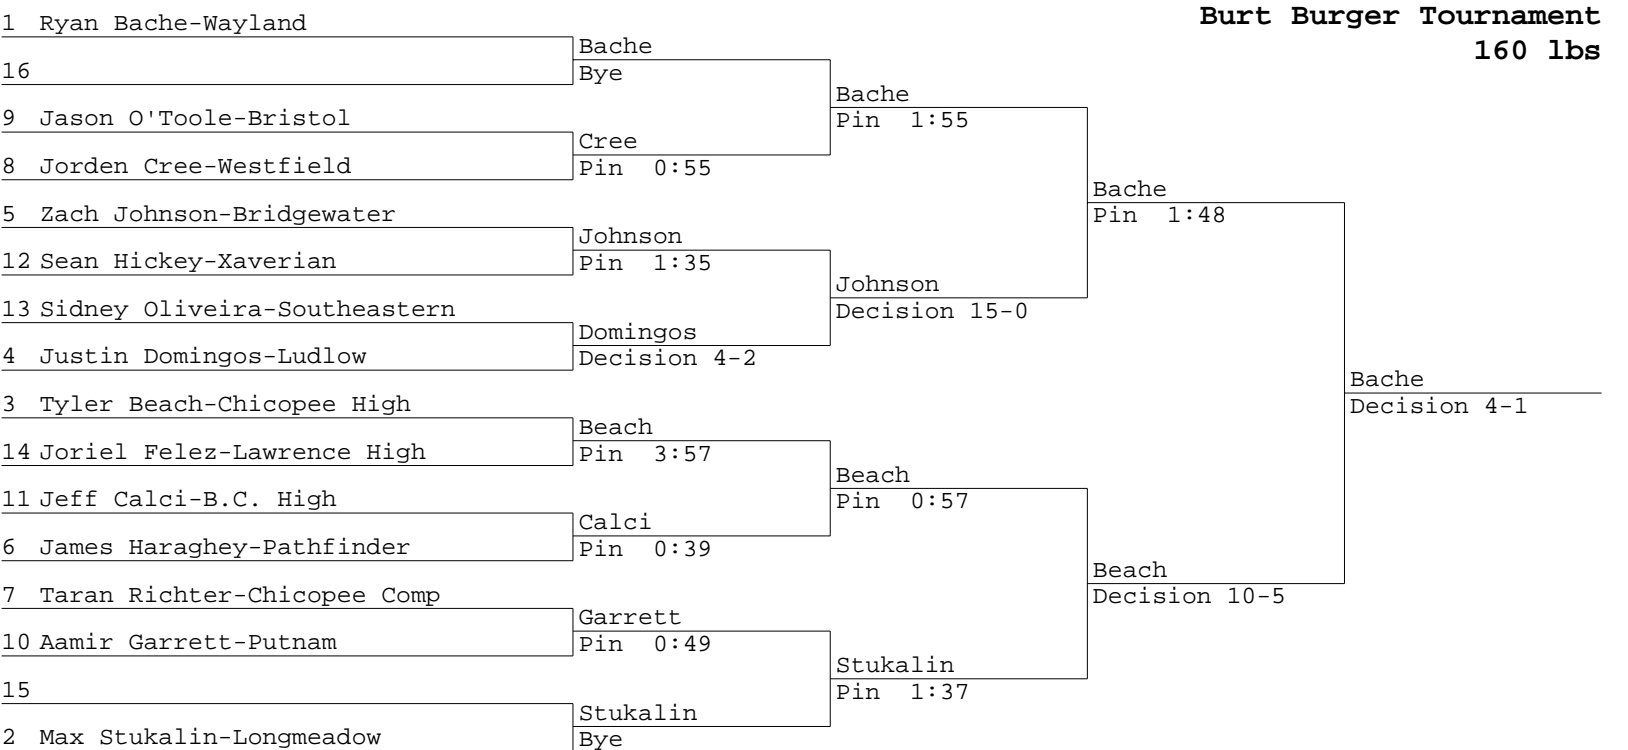 Burt Burger Tournament
160 lbs
1 Ryan Bache-Wayland
16
9 Jason O'Toole-Bristol
8 Jorden Cree-Westfield
5 Zach Johnson-Bridgewater
12 Sean Hickey-Xaverian
13 Sidney Oliveira-Southeastern
4 Justin Domingos-Ludlow
3 Tyler Beach-Chicopee High
14 Joriel Felez-Lawrence High
11 Jeff Calci-B.C. High
6 James Haraghey-Pathfinder
7 Taran Richter-Chicopee Comp
10 Aamir Garrett-Putnam
15
2 Max Stukalin-Longmeadow
Bache
Bye
Cree
Pin 0:55
Johnson
Pin 1:35
Domingos
Decision 4-2
Beach
Pin 3:57
Calci
Pin 0:39
Garrett
Pin 0:49
Stukalin
Bye
Bache
Pin 1:55
Johnson
Decision 15-0
Beach
Pin 0:57
Stukalin
Pin 1:37
Bache
Pin 1:48
Beach
Decision 10-5
Bache
Decision 4-1